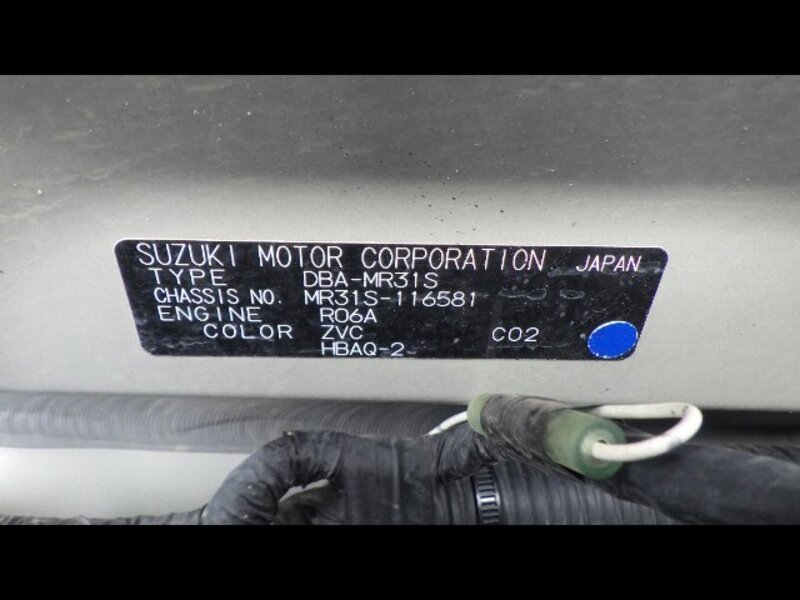 SUZUKI MOTOR CORPORATION JAPAN
TYPE DBA-MR31S
CHASSIS NO. MR31S-116581
ENGINE R06A
COLOR ZVC C02
HBAQ-2